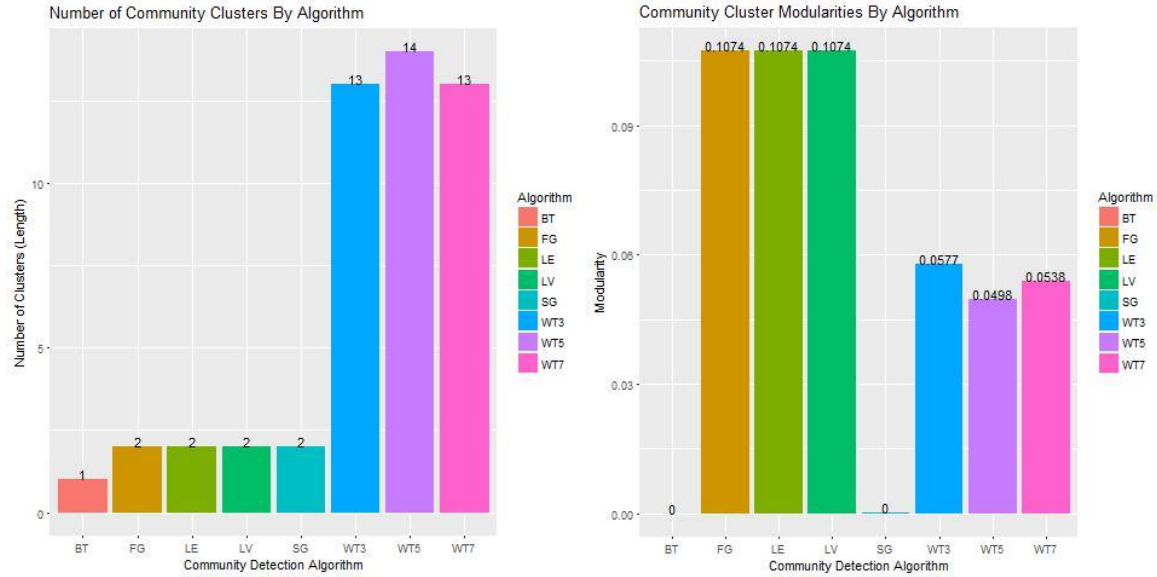 Number of Community Clusters By Algorithm
14
13
13
10
5
2
2
2
2
1
0
BT
FG
LE
LV
SG
WT3
WT5
WT7
Number of Clusters (Length)
Community Detection Algorithm
Algorithm
BT
FG
LE
LV
SG
WT3
WT5
WT7
Community Cluster Modularities By Algorithm
0.1074
0.1074
0.1074
0.09
0.06
0.0577
0.0498
0.0538
0.03
0.00
0
0
BT
FG
LE
LV
SG
WT3
WT5
WT7
Modularity
Community Detection Algorithm
Algorithm
BT
FG
LE
LV
SG
WT3
WT5
WT7